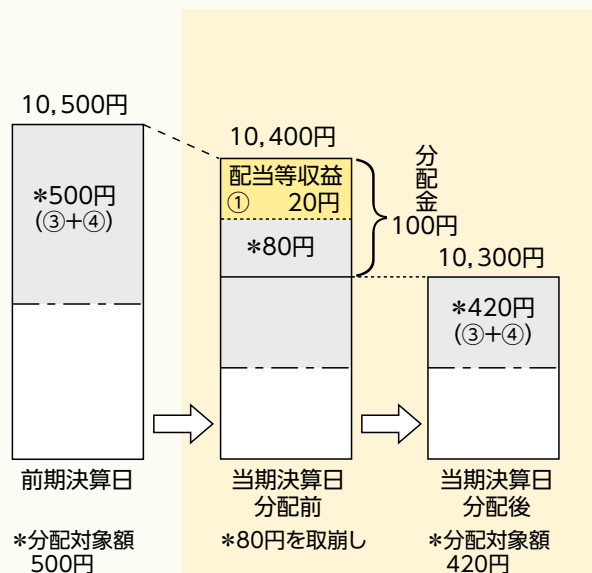 10,500円
*500円
(③+④)
前期決算日
*分配対象額
500円
10,400円
配当等収益
① 20円
*80円
分配金
100円
当期決算日
分配前
*80円を取崩し
10,300円
*420円
(③+④)
当期決算日
分配後
*分配対象額
420円